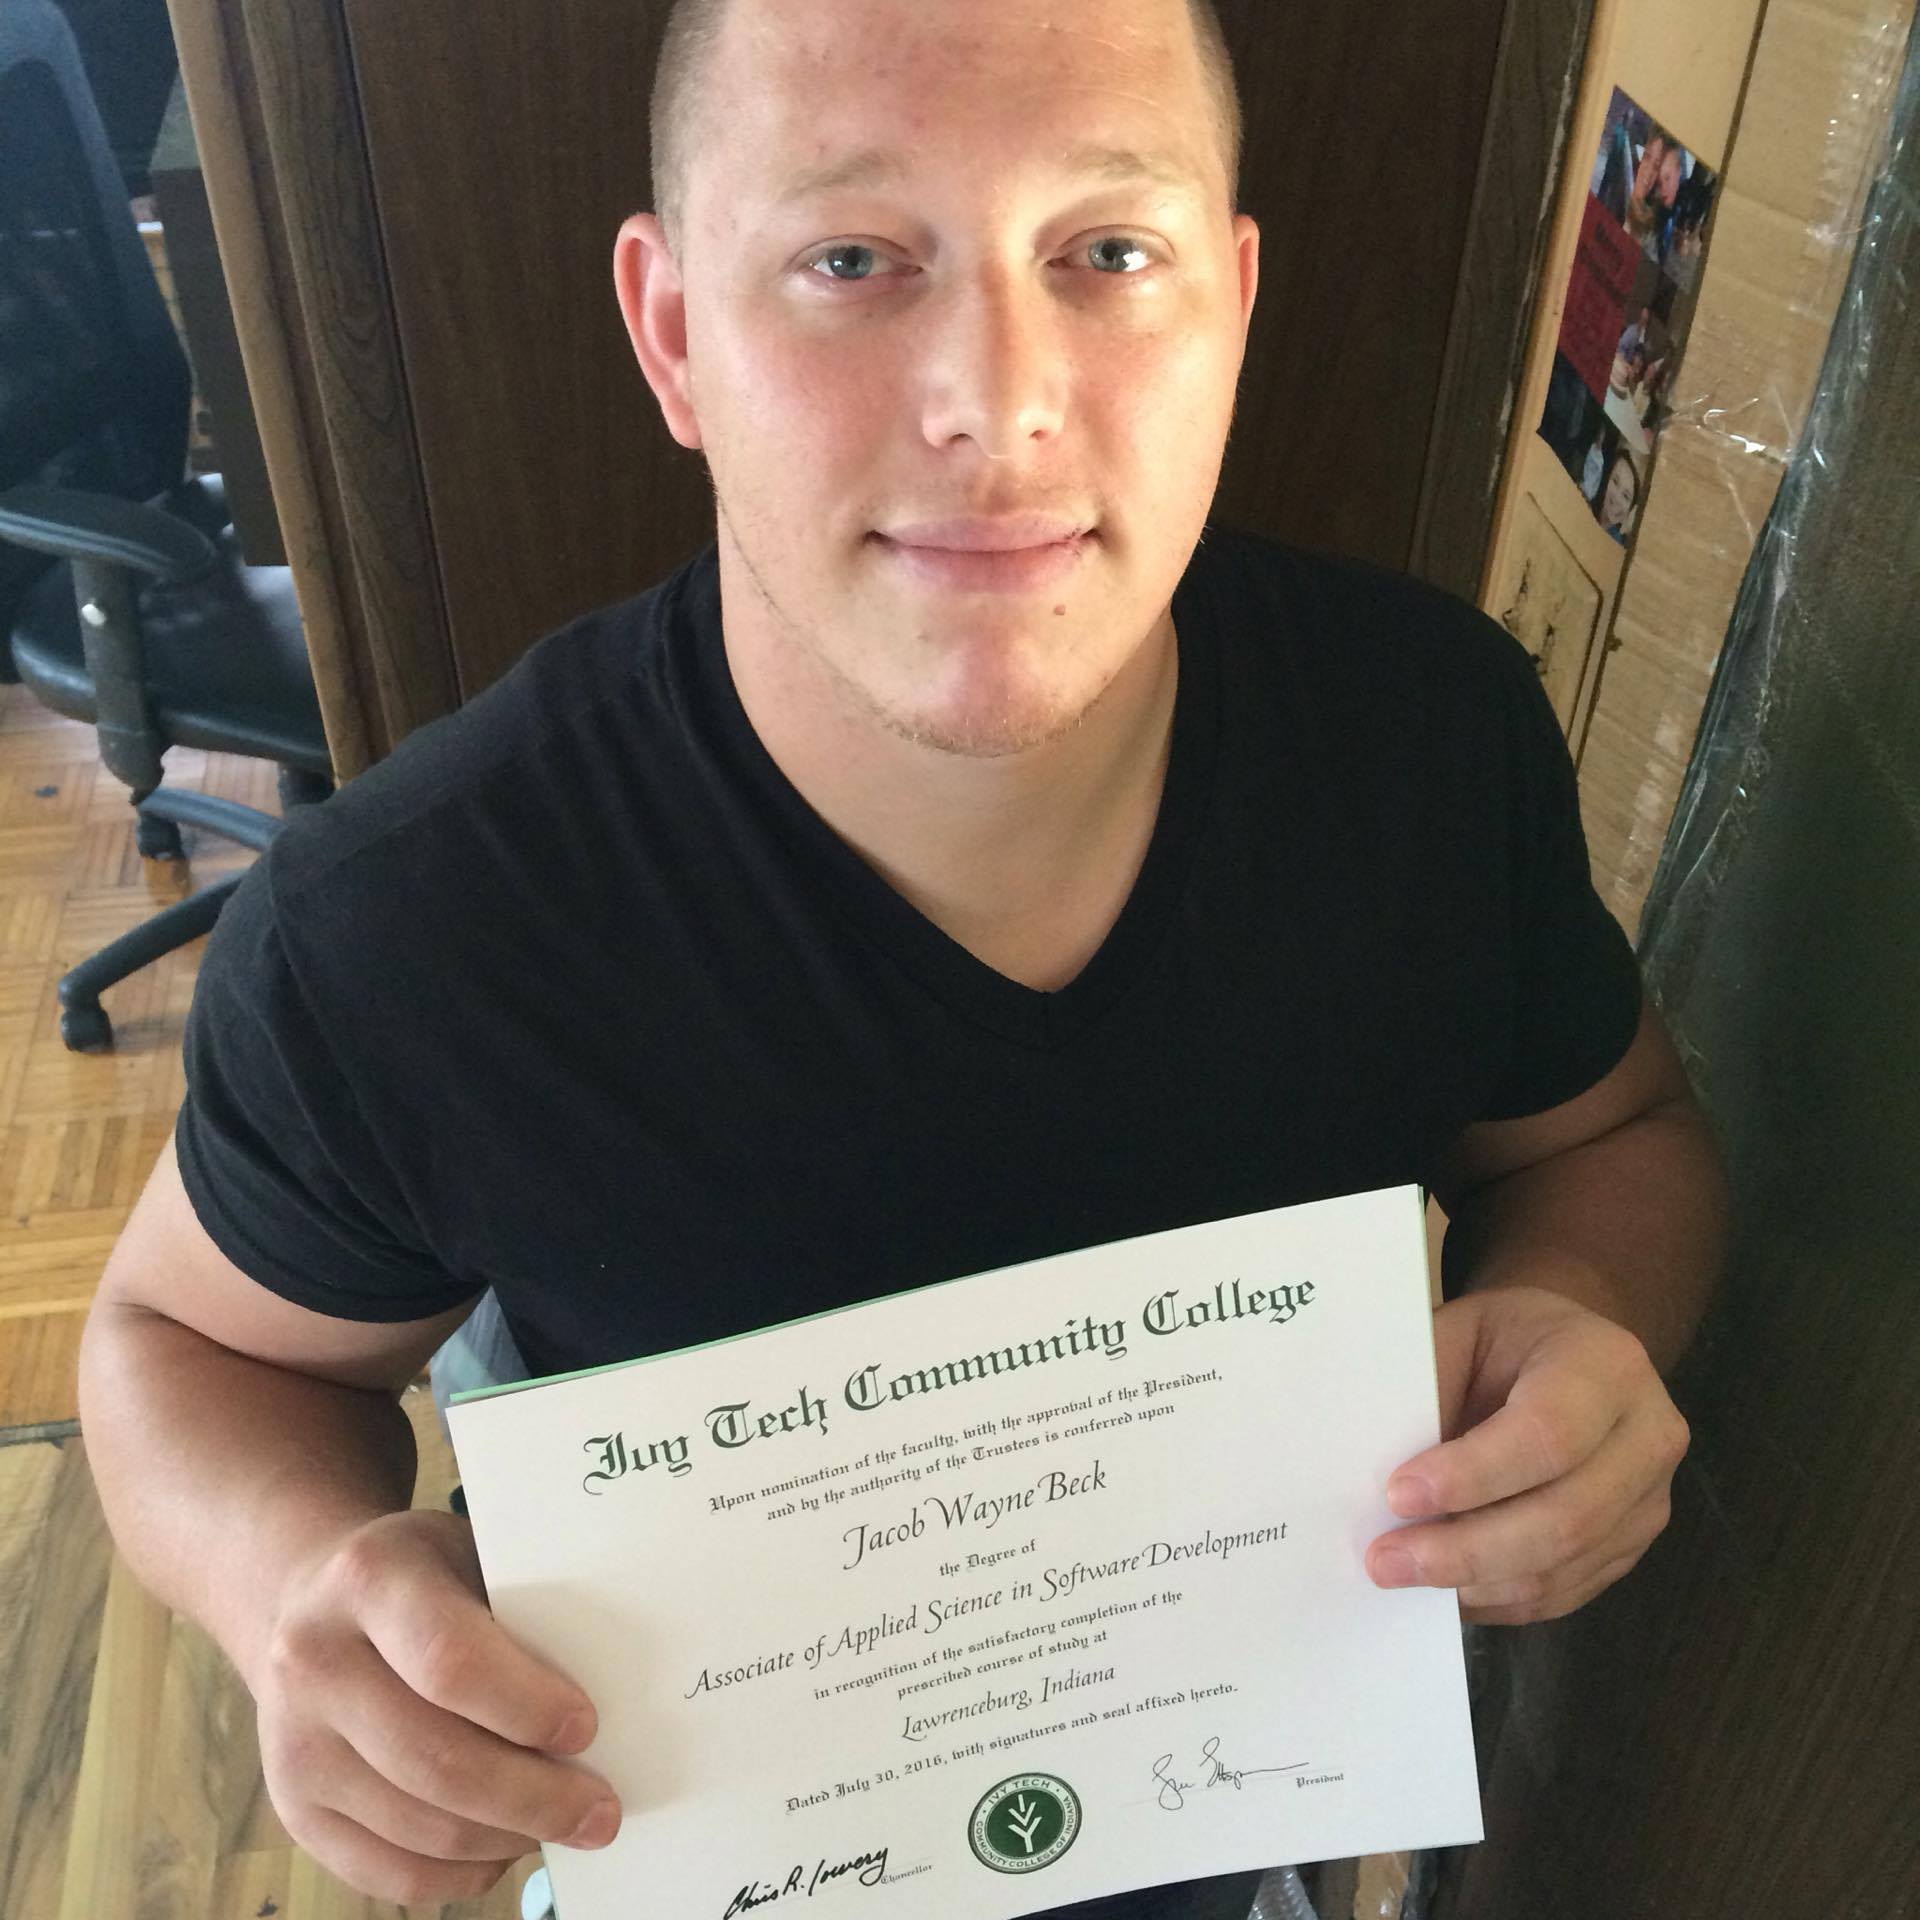 Ivy Tech Community College
Upon nomination of the faculty, with the approval of the President,
and by the authority of the Trustees is conferred upon
Jacob Wayne Beck
the Degree of
Associate of Applied Science in Software Development
in recognition of the satisfactory completion of the
prescribed course of study at
Lawrenceburg, Indiana
Dated July 30, 2016, with signatures and seal affixed hereto.
Chris R. Lowery
Chancellor
IVY TECH
COMMUNITY COLLEGE OF INDIANA
President